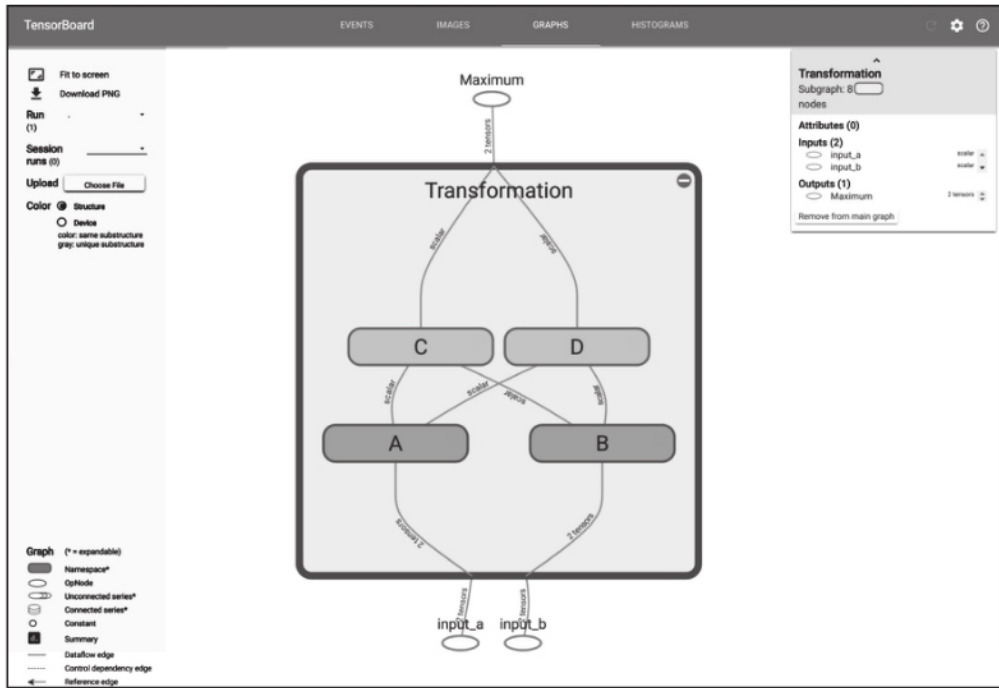 TensorBoard
EVENTS
IMAGES
GRAPHS
HISTOGRAMS
Fit to screen
Download PNG
Run
(1)
Session
runs (0)
Upload Choose File
Color Structure
Device
color: same substructure
gray: unique substructure
Graph (* = expandable)
Namespace*
OpNode
Unconnected series*
Connected series*
Constant
Summary
Dataflow edge
Control dependency edge
Reference edge
Maximum
2 tensors
Transformation
scalar
scalar
C
D
scalar
scalar
scalar
scalar
A
B
2 tensors
2 tensors
2 tensors
2 tensors
input_a
input_b
Transformation
Subgraph: 8
nodes
Attributes (0)
Inputs (2)
input_a scalar
input_b scalar
Outputs (1)
Maximum 2 tensors
Remove from main graph